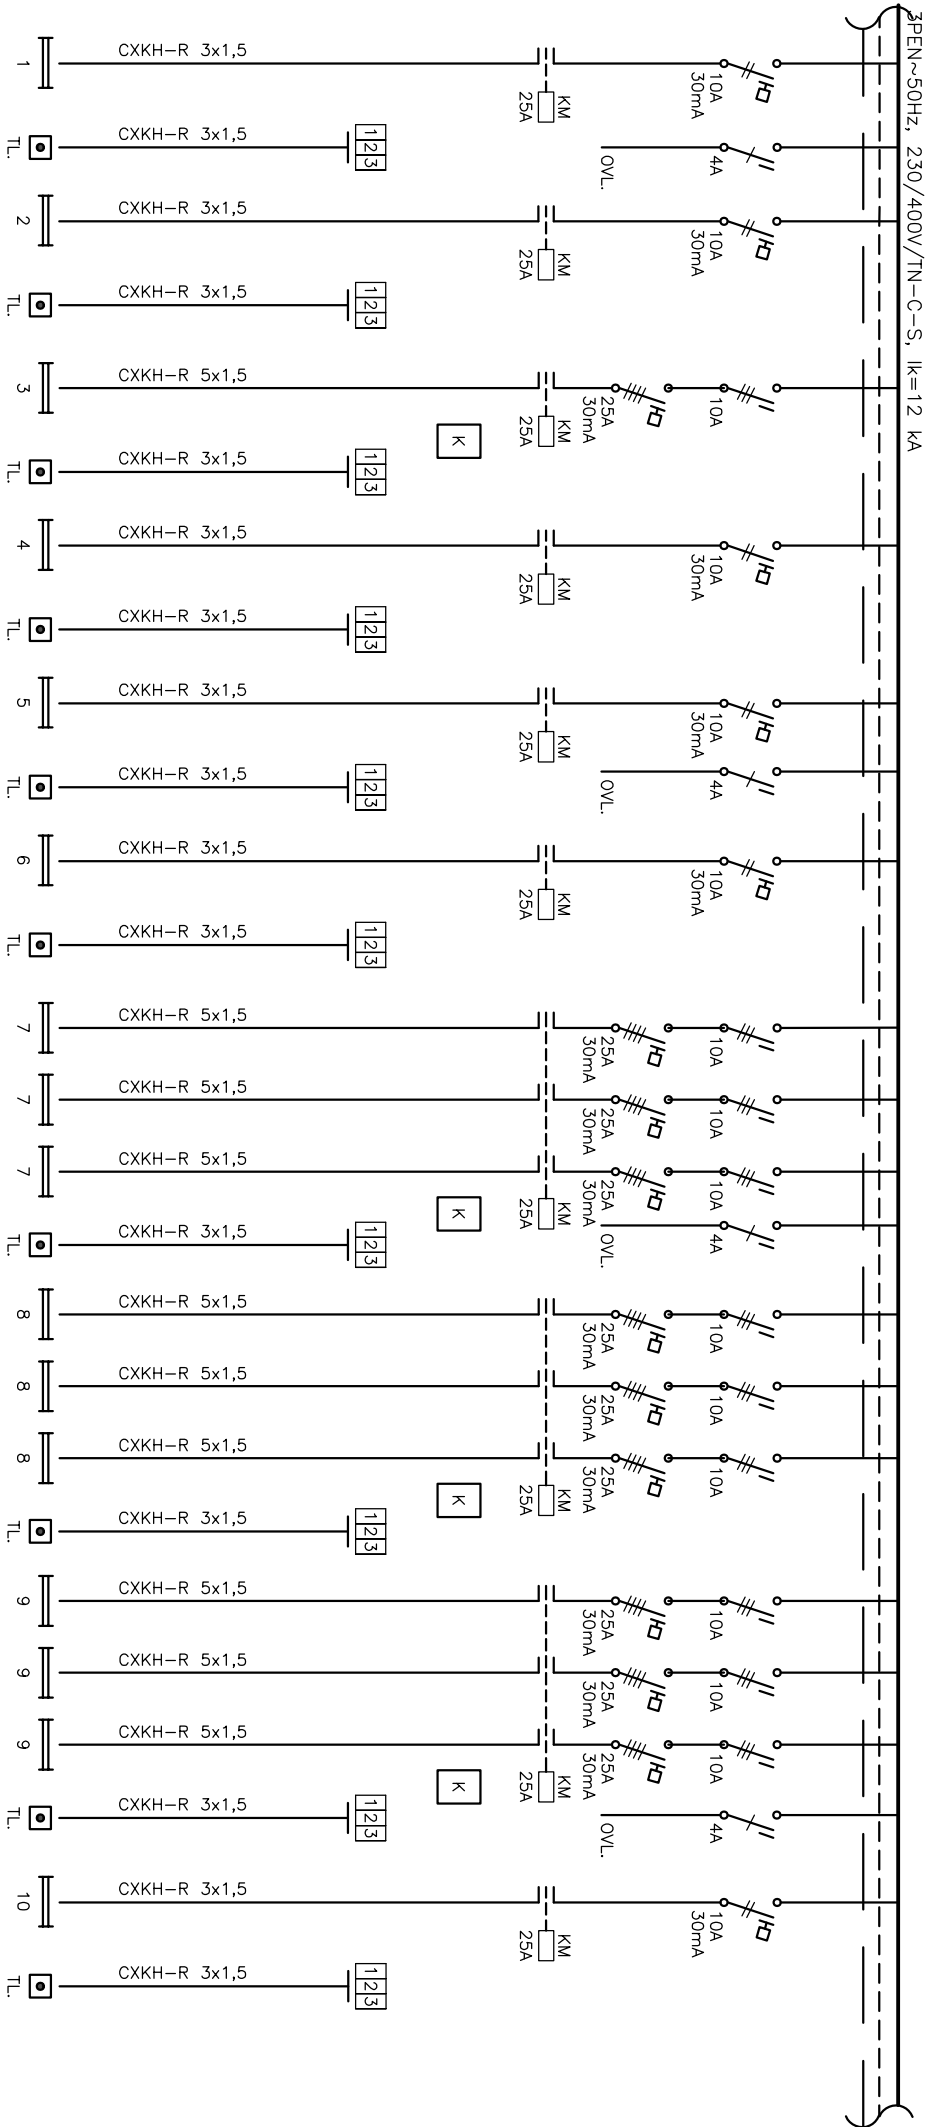 3PEN~50Hz, 230/400V/TN-C-S, Ik=12 kA
10A
30mA
KM
25A
CXKH-R 3x1,5
1
4A
OVL.
1 2 3
CXKH-R 3x1,5
TL.
10A
30mA
KM
25A
CXKH-R 3x1,5
2
1 2 3
CXKH-R 3x1,5
TL.
10A
25A
30mA
KM
25A
K
CXKH-R 5x1,5
3
1 2 3
CXKH-R 3x1,5
TL.
10A
30mA
KM
25A
CXKH-R 3x1,5
4
1 2 3
CXKH-R 3x1,5
TL.
10A
30mA
KM
25A
CXKH-R 3x1,5
5
4A
OVL.
1 2 3
CXKH-R 3x1,5
TL.
10A
30mA
KM
25A
CXKH-R 3x1,5
6
1 2 3
CXKH-R 3x1,5
TL.
10A
25A
30mA
CXKH-R 5x1,5
7
10A
25A
30mA
CXKH-R 5x1,5
7
10A
25A
30mA
KM
25A
K
CXKH-R 5x1,5
7
4A
OVL.
1 2 3
CXKH-R 3x1,5
TL.
10A
25A
30mA
CXKH-R 5x1,5
8
10A
25A
30mA
CXKH-R 5x1,5
8
10A
25A
30mA
KM
25A
K
CXKH-R 5x1,5
8
1 2 3
CXKH-R 3x1,5
TL.
10A
25A
30mA
CXKH-R 5x1,5
9
10A
25A
30mA
CXKH-R 5x1,5
9
10A
25A
30mA
KM
25A
K
CXKH-R 5x1,5
9
4A
OVL.
1 2 3
CXKH-R 3x1,5
TL.
10A
30mA
KM
25A
CXKH-R 3x1,5
10
1 2 3
CXKH-R 3x1,5
TL.